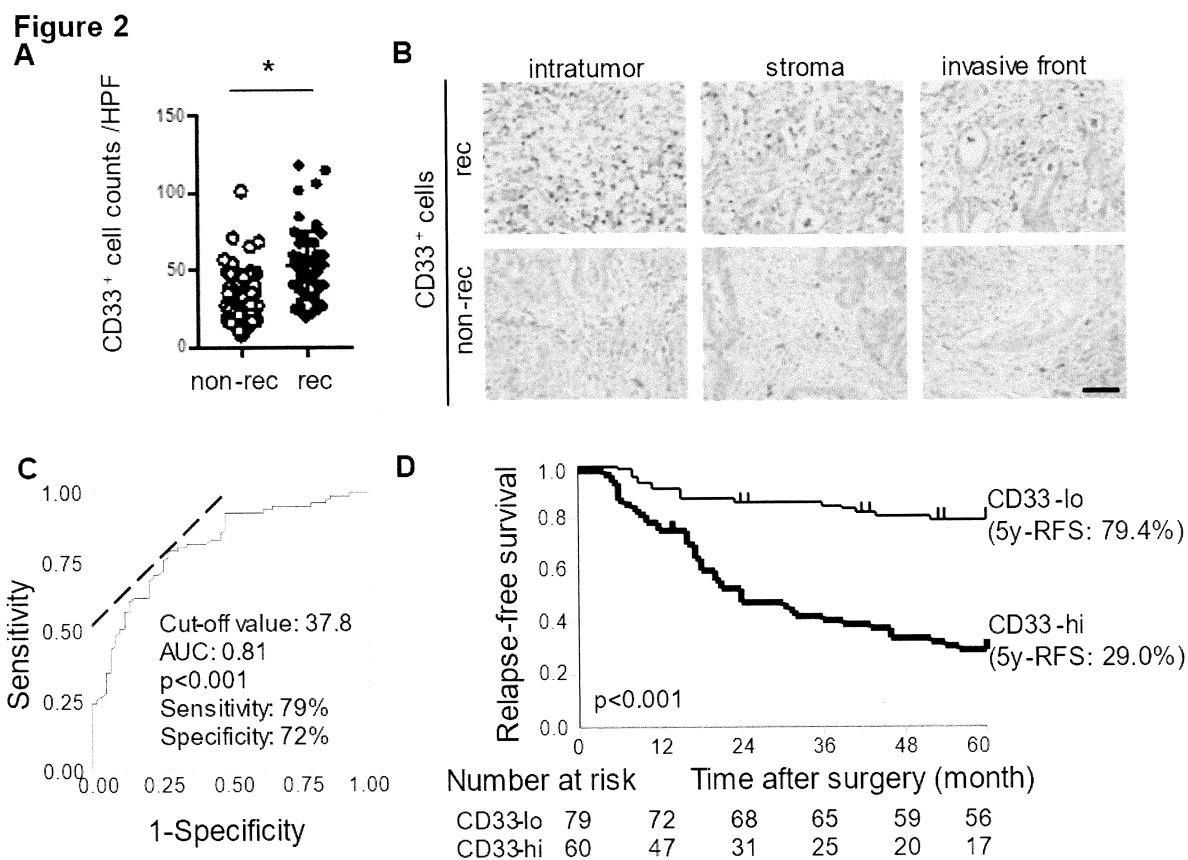 Figure 2
A
*
CD33+ cell counts /HPF
150
100
50
0
non-rec rec
B
intratumor stroma invasive front
CD33+ cells
rec
non-rec
C
Sensitivity
1.00
0.75
0.50
0.25
0.00
Cut-off value: 37.8
AUC: 0.81
p<0.001
Sensitivity: 79%
Specificity: 72%
0.00 0.25 0.50 0.75 1.00
1-Specificity
D
Relapse-free survival
1.0
0.8
0.6
0.4
0.2
0.0
CD33-lo
(5y-RFS: 79.4%)
CD33-hi
(5y-RFS: 29.0%)
p<0.001
0 12 24 36 48 60
Number at risk Time after surgery (month)
CD33-lo 79 72 68 65 59 56
CD33-hi 60 47 31 25 20 17